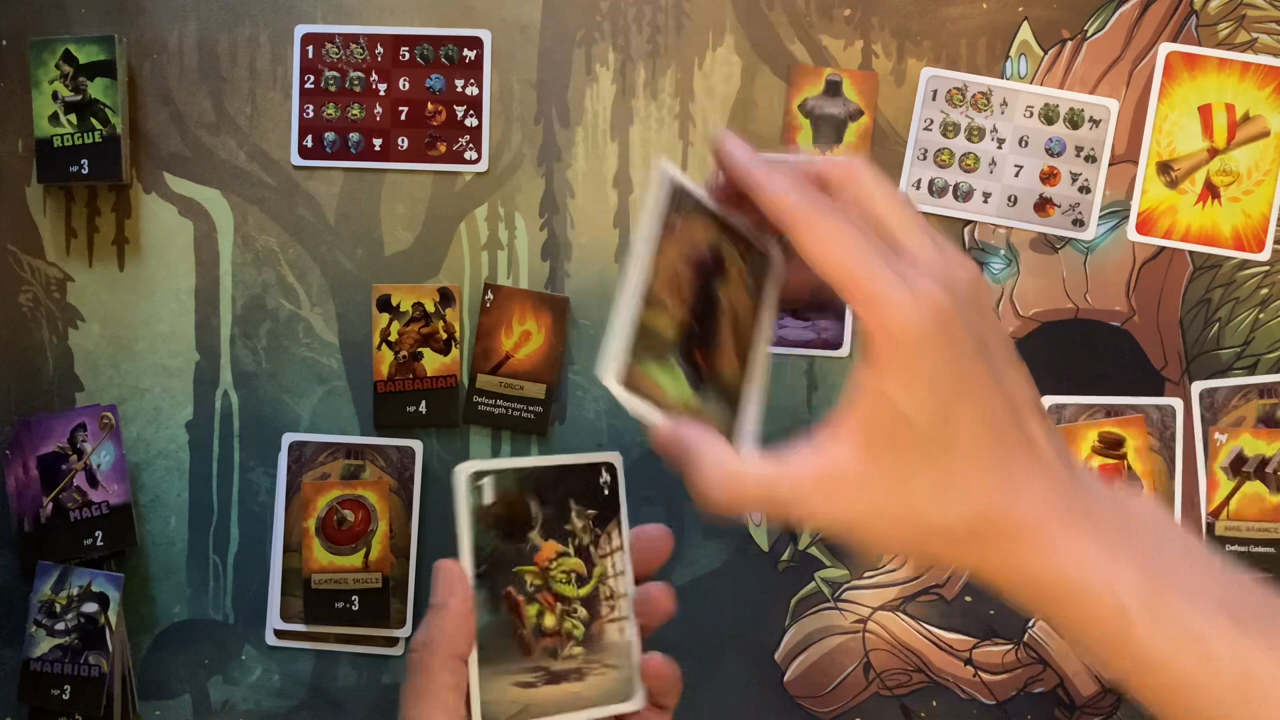 ROGUE
HP 3
1 5
2 6
3 7
4 9
1 5
2 6
3 7
4 9
BARBARIAN
HP 4
TORCH
Defeat Monsters with
strength 3 or less.
MAGE
HP 2
LEATHER SHIELD
HP + 3
WARRIOR
HP 3
Defeat Golems.